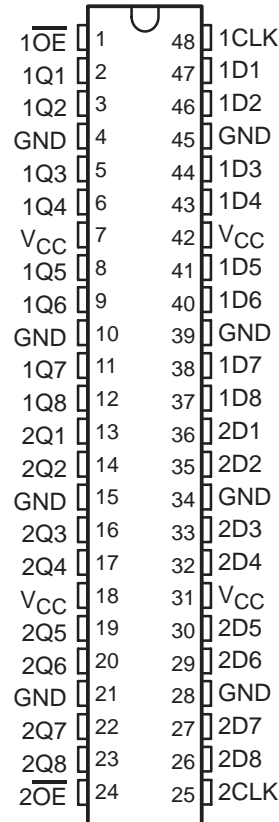 1O̅E̅ 1 48 1CLK
1Q1 2 47 1D1
1Q2 3 46 1D2
GND 4 45 GND
1Q3 5 44 1D3
1Q4 6 43 1D4
VCC 7 42 VCC
1Q5 8 41 1D5
1Q6 9 40 1D6
GND 10 39 GND
1Q7 11 38 1D7
1Q8 12 37 1D8
2Q1 13 36 2D1
2Q2 14 35 2D2
GND 15 34 GND
2Q3 16 33 2D3
2Q4 17 32 2D4
VCC 18 31 VCC
2Q5 19 30 2D5
2Q6 20 29 2D6
GND 21 28 GND
2Q7 22 27 2D7
2Q8 23 26 2D8
2O̅E̅ 24 25 2CLK